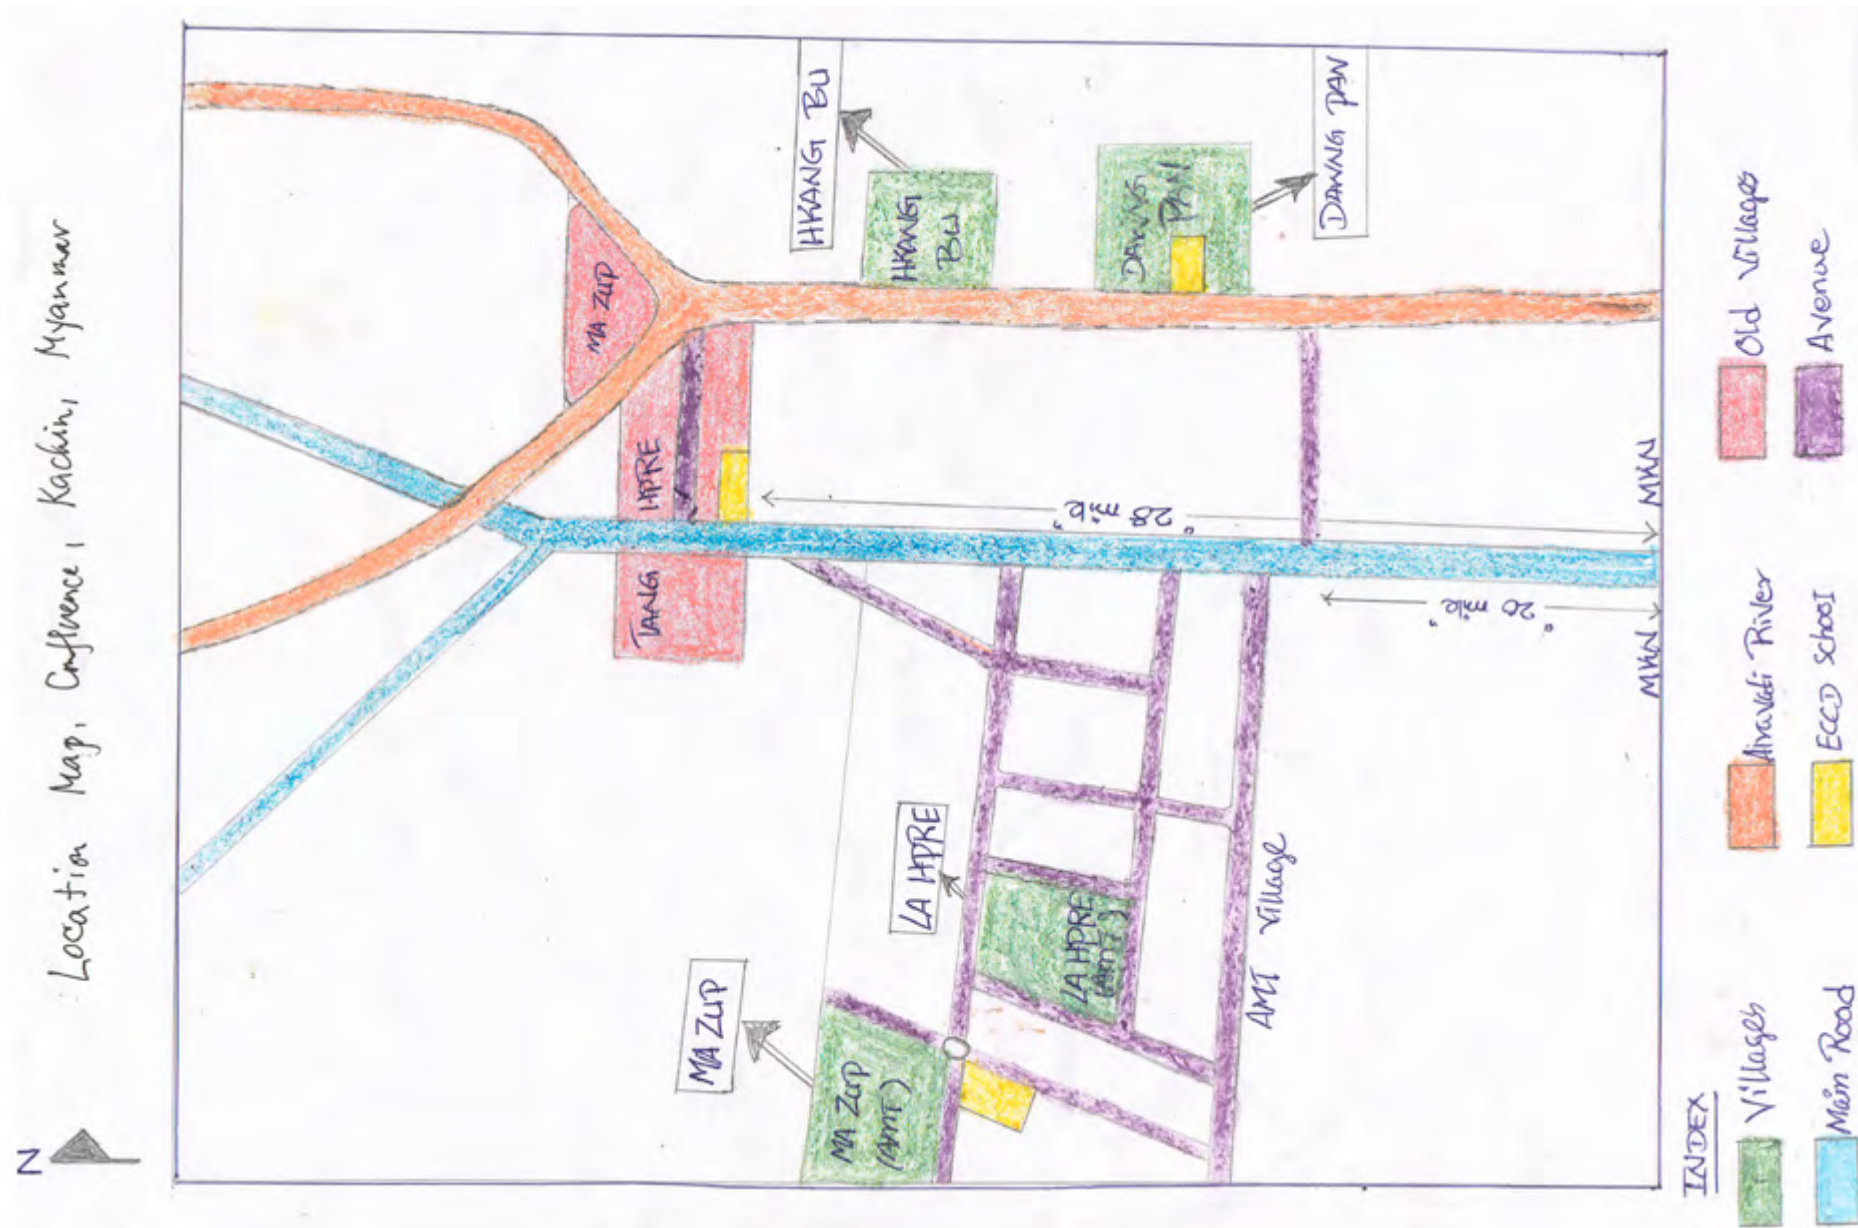 Location Map, Confluence, Kachin, Myanmar
N
HKANG BU
HKANG
BU
DAWNG PAN
DAWNG
PAN
MA ZUP
TANG HPRE
"28 mile"
MKN
"20 mile"
MKN
LA HPRE
LA HPRE
(AMT)
AMT Village
MA ZUP
MA ZUP
(AMT)
INDEX
Villages
Airavati River
Old Villages
Main Road
ECCD School
Avenue